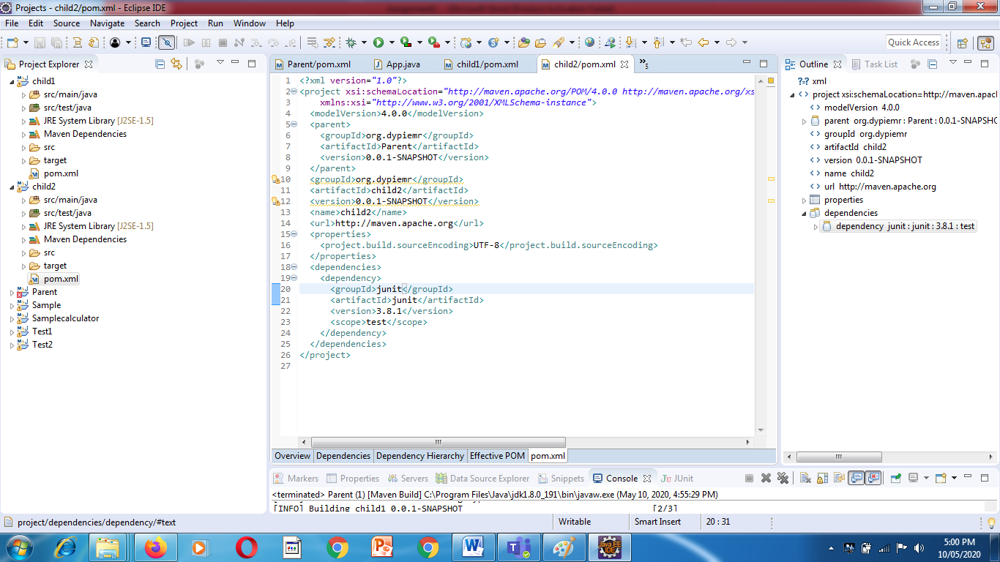 Projects - child2/pom.xml - Eclipse IDE
File Edit Source Navigate Search Project Run Window Help
Quick Access
Project Explorer
child1
src/main/java
src/test/java
JRE System Library [J2SE-1.5]
Maven Dependencies
src
target
pom.xml
child2
src/main/java
src/test/java
JRE System Library [J2SE-1.5]
Maven Dependencies
src
target
pom.xml
Parent
Sample
Samplecalculator
Test1
Test2
Parent/pom.xml App.java child1/pom.xml child2/pom.xml »5
1 <?xml version="1.0"?>
2 <project xsi:schemaLocation="http://maven.apache.org/POM/4.0.0 http://maven.apache.org/xs
3 xmlns:xsi="http://www.w3.org/2001/XMLSchema-instance">
4 <modelVersion>4.0.0</modelVersion>
5 <parent>
6 <groupId>org.dypiemr</groupId>
7 <artifactId>Parent</artifactId>
8 <version>0.0.1-SNAPSHOT</version>
9 </parent>
10 <groupId>org.dypiemr</groupId>
11 <artifactId>child2</artifactId>
12 <version>0.0.1-SNAPSHOT</version>
13 <name>child2</name>
14 <url>http://maven.apache.org</url>
15 <properties>
16 <project.build.sourceEncoding>UTF-8</project.build.sourceEncoding>
17 </properties>
18 <dependencies>
19 <dependency>
20 <groupId>junit</groupId>
21 <artifactId>junit</artifactId>
22 <version>3.8.1</version>
23 <scope>test</scope>
24 </dependency>
25 </dependencies>
26 </project>
27
Overview Dependencies Dependency Hierarchy Effective POM pom.xml
Outline Task List
?-? xml
project xsi:schemaLocation=http://maven.apacl
modelVersion 4.0.0
parent org.dypiemr : Parent : 0.0.1-SNAPSHC
groupId org.dypiemr
artifactId child2
version 0.0.1-SNAPSHOT
name child2
url http://maven.apache.org
properties
dependencies
dependency junit : junit : 3.8.1 : test
Markers Properties Servers Data Source Explorer Snippets Console JUnit
<terminated> Parent (1) [Maven Build] C:\Program Files\Java\jdk1.8.0_191\bin\javaw.exe (May 10, 2020, 4:55:29 PM)
[INFO] Building child1 0.0.1-SNAPSHOT [2/3]
project/dependencies/dependency/#text Writable Smart Insert 20 : 31
Java EE
IDE
5:00 PM
10/05/2020